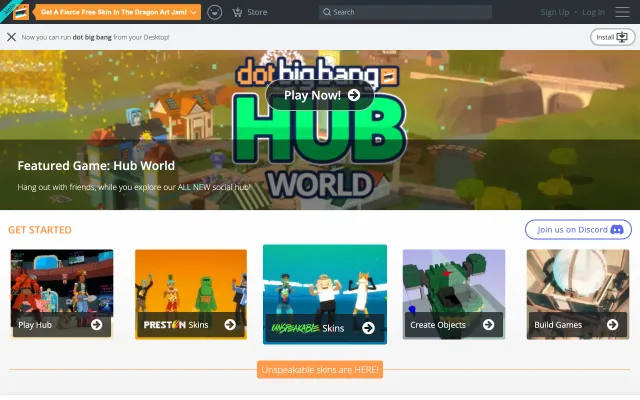 Get A Fierce Free Skin In The Dragon Art Jam!
Store
Search
Sign Up • Log In
Now you can run dot big bang from your Desktop!
Install
dot big bang
Play Now!
HUB
WORLD
Featured Game: Hub World
Hang out with friends, while you explore our ALL NEW social hub!
GET STARTED
Join us on Discord
Play Hub
PRESTON Skins
UNSPEAKABLE Skins
Create Objects
Build Games
Unspeakable skins are HERE!